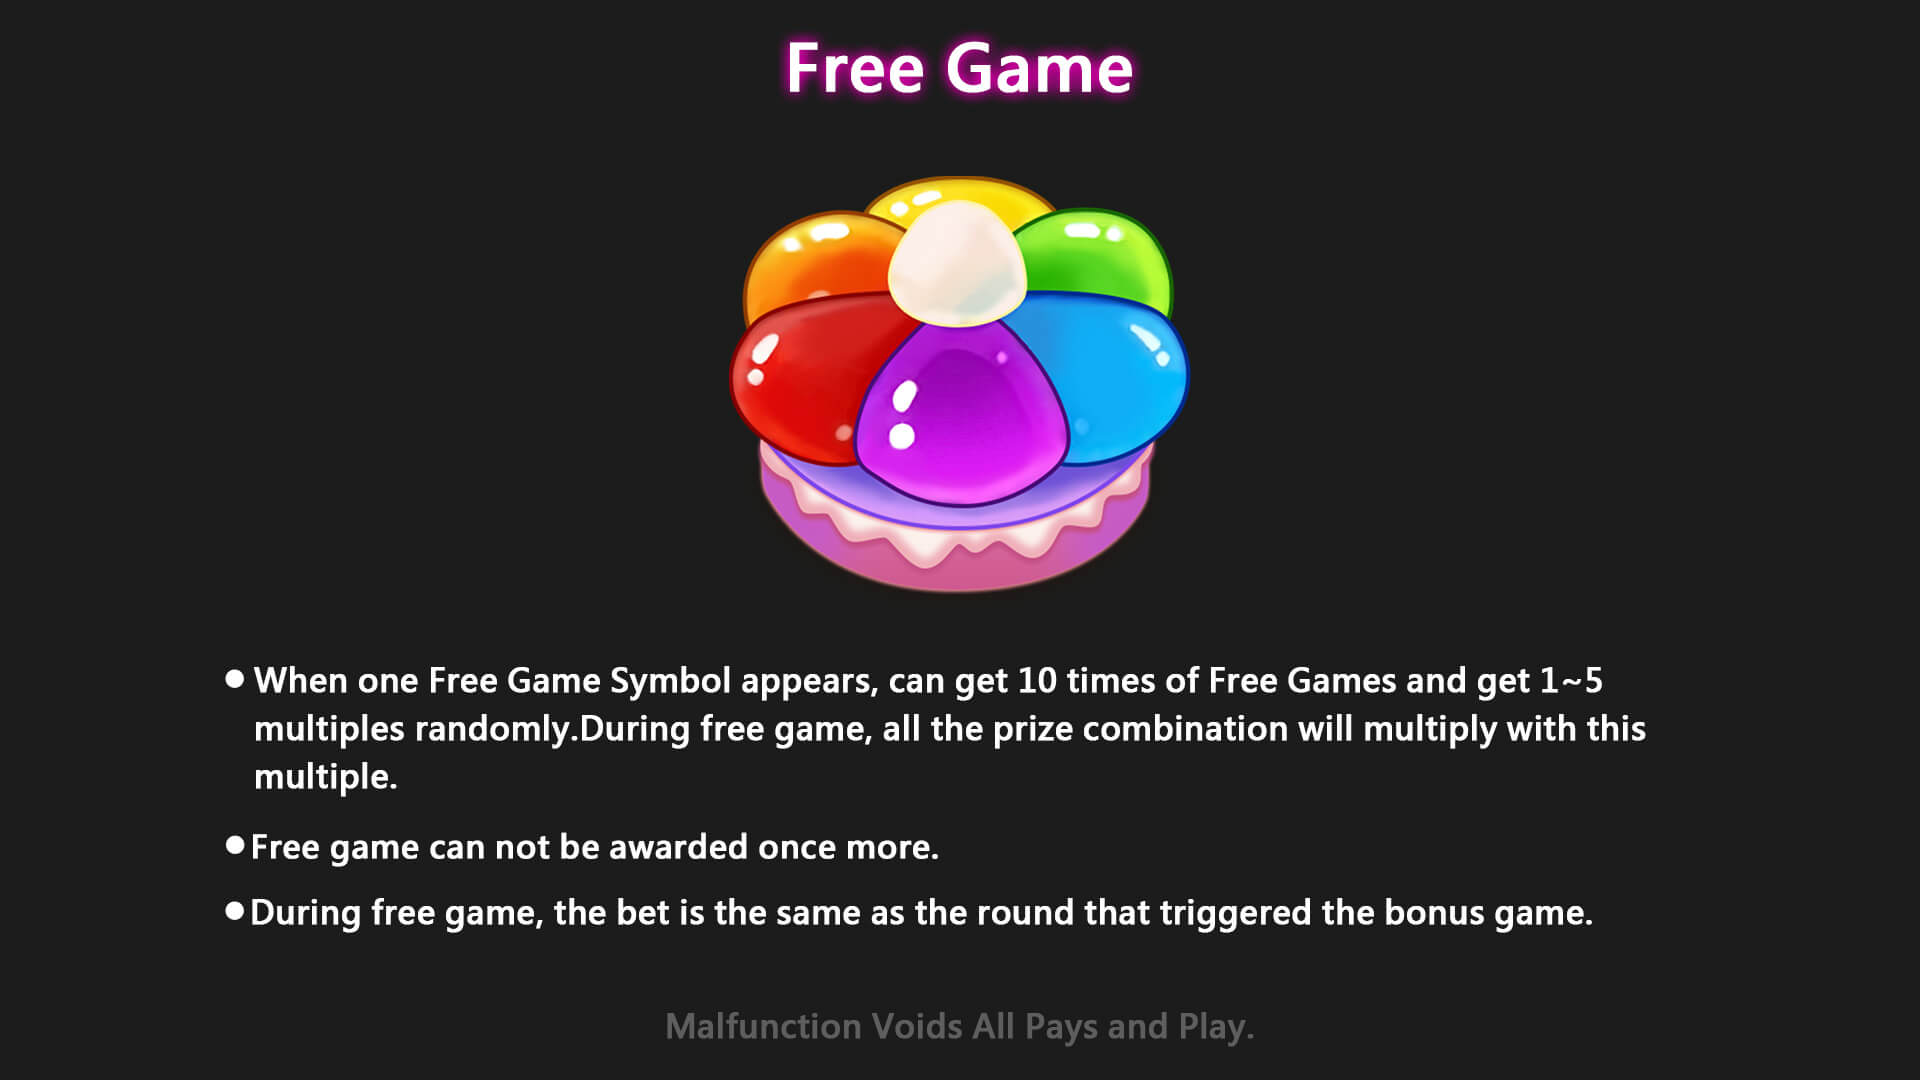 Free Game
● When one Free Game Symbol appears, can get 10 times of Free Games and get 1~5
multiples randomly.During free game, all the prize combination will multiply with this
multiple.
● Free game can not be awarded once more.
● During free game, the bet is the same as the round that triggered the bonus game.
Malfunction Voids All Pays and Play.